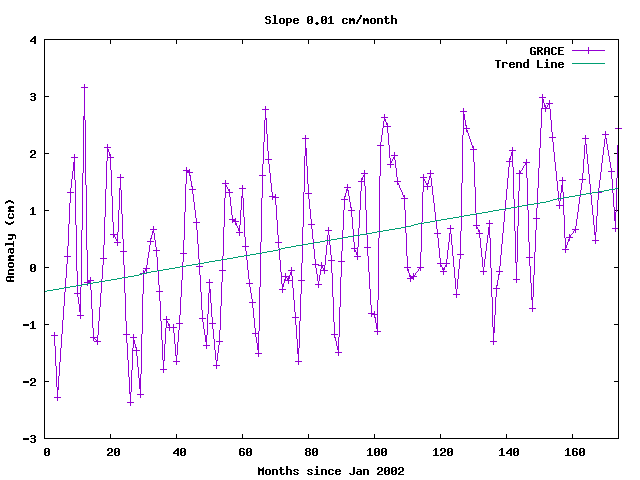 Slope 0.01 cm/month
GRACE
Trend Line
4
3
2
1
0
-1
-2
-3
Anomaly (cm)
0 20 40 60 80 100 120 140 160
Months since Jan 2002